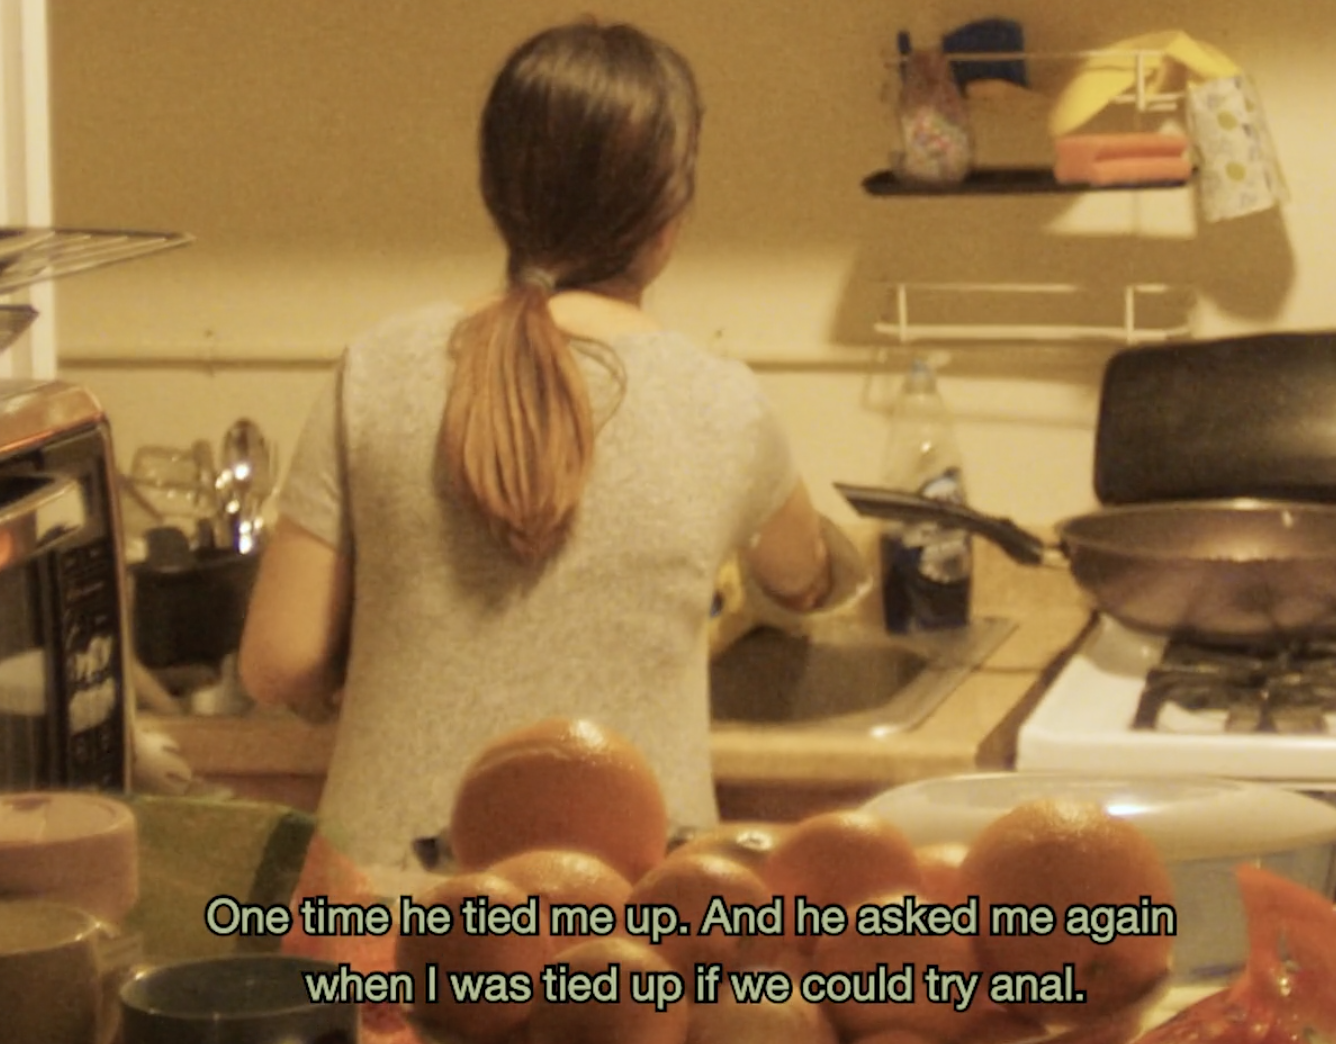 One time he tied me up. And he asked me again
when I was tied up if we could try anal.